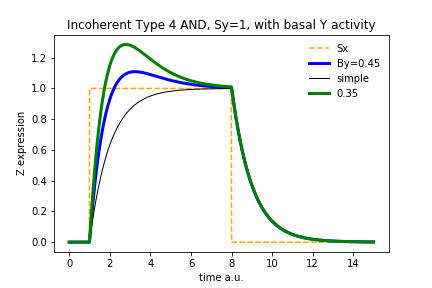 Incoherent Type 4 AND, Sy=1, with basal Y activity
Z expression
1.2
1.0
0.8
0.6
0.4
0.2
0.0
Sx
By=0.45
simple
0.35
0 2 4 6 8 10 12 14
time a.u.